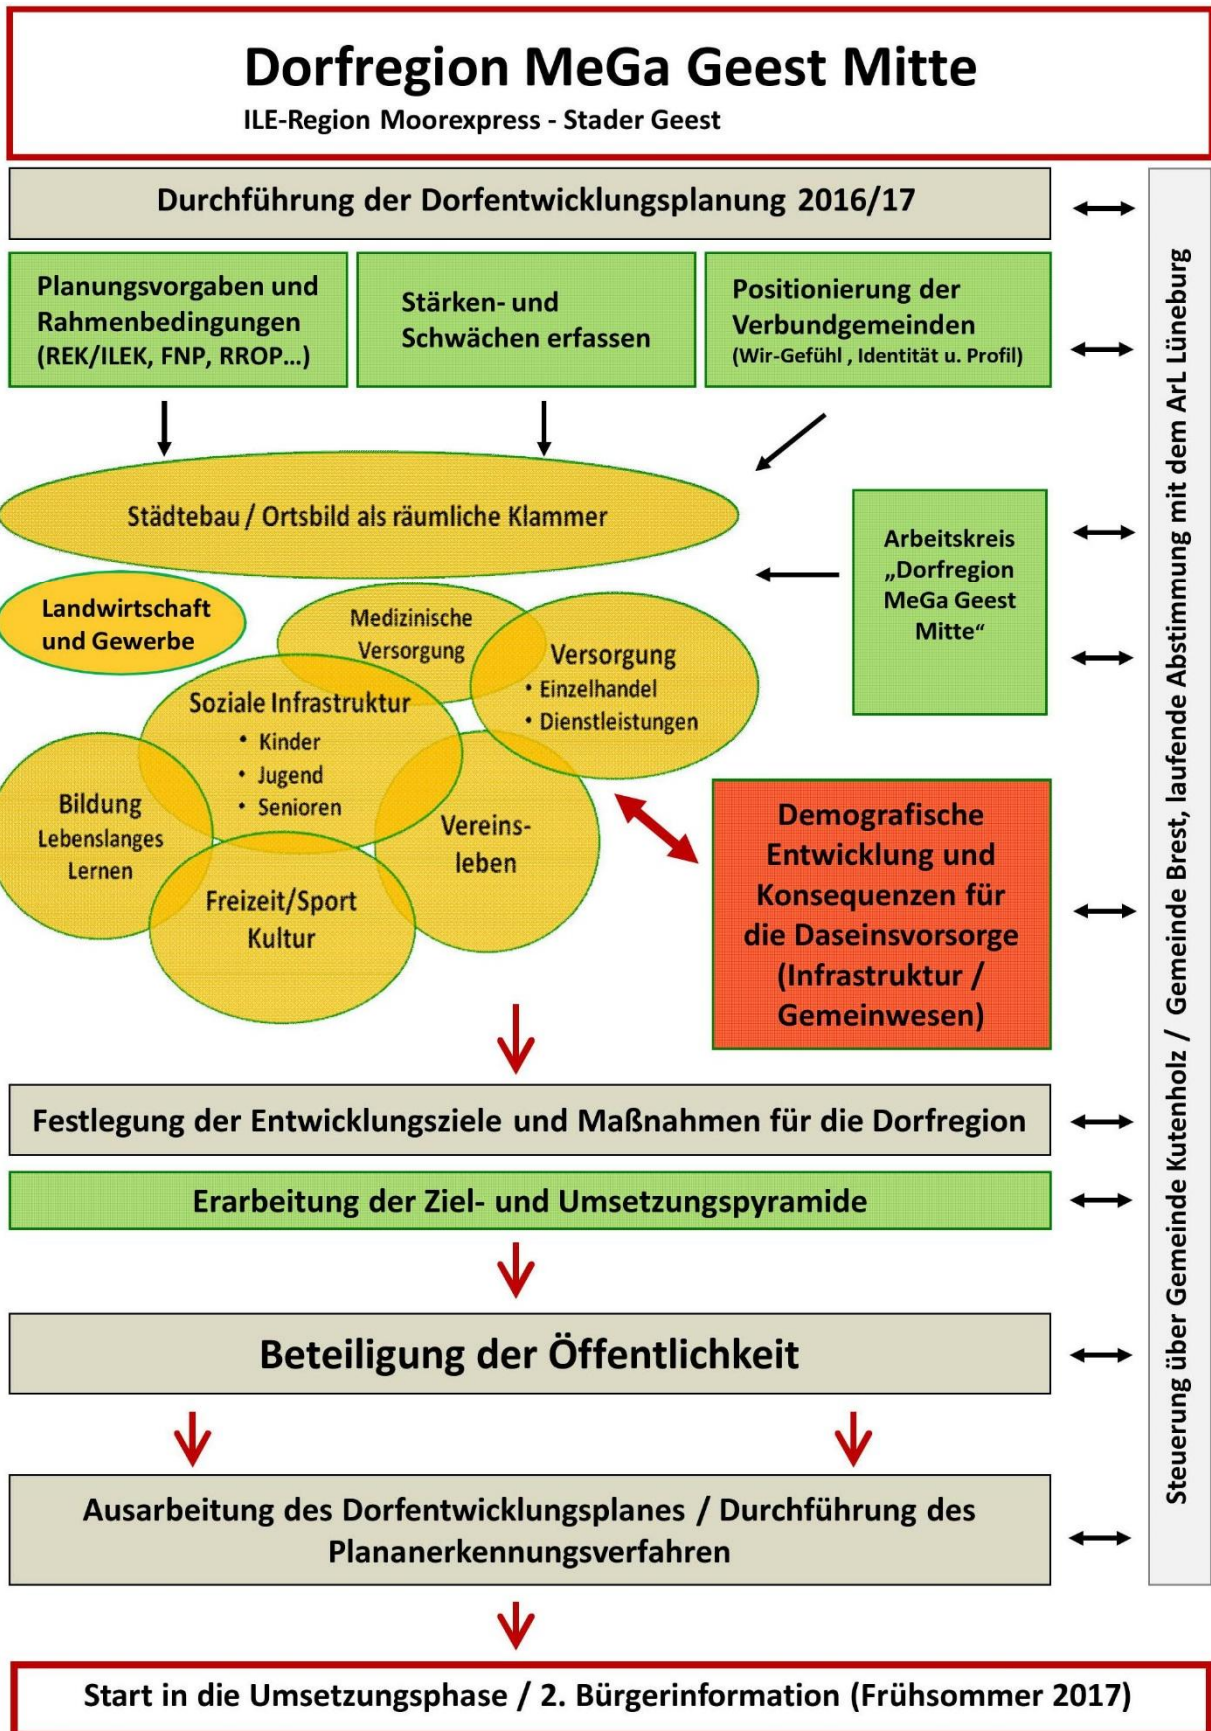 Dorfregion MeGa Geest Mitte
ILE-Region Moorexpress - Stader Geest
Durchführung der Dorfentwicklungsplanung 2016/17
Planungsvorgaben und
Rahmenbedingungen
(REK/ILEK, FNP, RROP...)
Stärken- und
Schwächen erfassen
Positionierung der
Verbundgemeinden
(Wir-Gefühl , Identität u. Profil)
Städtebau / Ortsbild als räumliche Klammer
Arbeitskreis
„Dorfregion
MeGa Geest
Mitte“
Landwirtschaft
und Gewerbe
Medizinische
Versorgung
Versorgung
• Einzelhandel
• Dienstleistungen
Soziale Infrastruktur
• Kinder
• Jugend
• Senioren
Bildung
Lebenslanges
Lernen
Vereins-
leben
Freizeit/Sport
Kultur
Demografische
Entwicklung und
Konsequenzen für
die Daseinsvorsorge
(Infrastruktur /
Gemeinwesen)
Festlegung der Entwicklungsziele und Maßnahmen für die Dorfregion
Erarbeitung der Ziel- und Umsetzungspyramide
Beteiligung der Öffentlichkeit
Ausarbeitung des Dorfentwicklungsplanes / Durchführung des
Plananerkennungsverfahren
Start in die Umsetzungsphase / 2. Bürgerinformation (Frühsommer 2017)
Steuerung über Gemeinde Kutenholz / Gemeinde Brest, laufende Abstimmung mit dem ArL Lüneburg